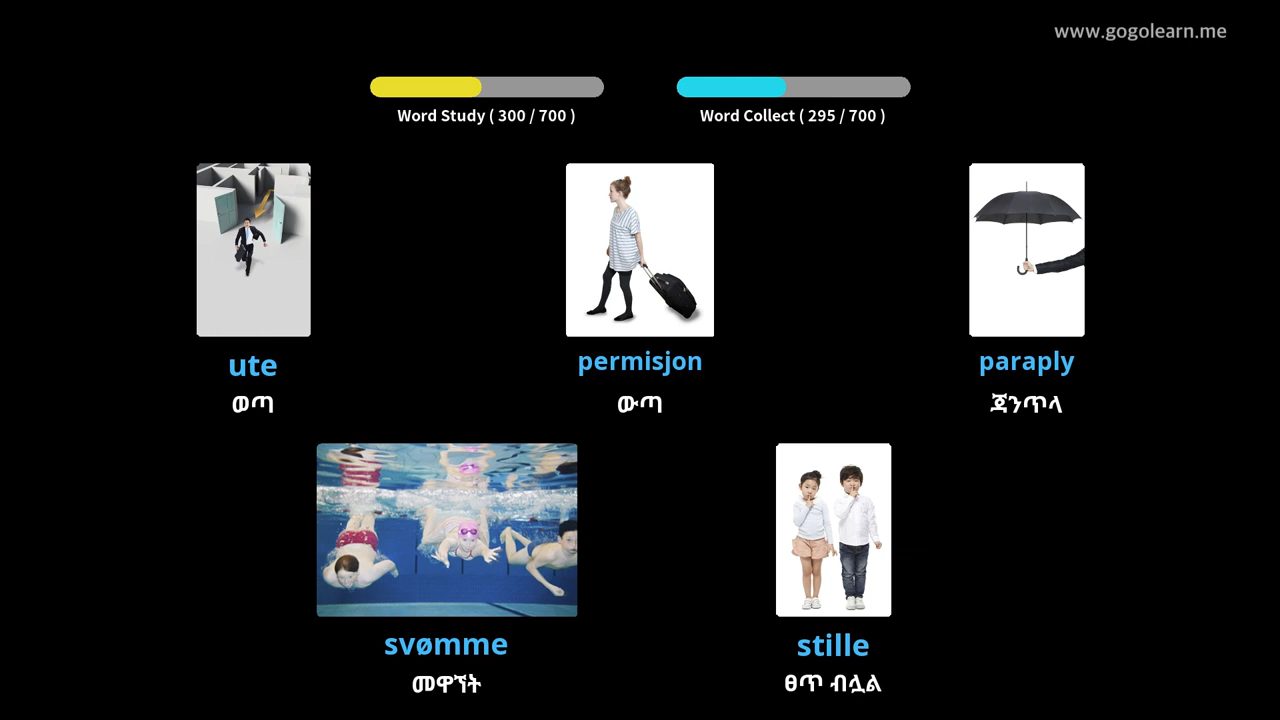 www.gogolearn.me
Word Study ( 300 / 700 )
Word Collect ( 295 / 700 )
ute
ወጣ
permisjon
ውጣ
paraply
ጃንጥላ
svømme
መዋኘት
stille
ፀጥ ብሏል